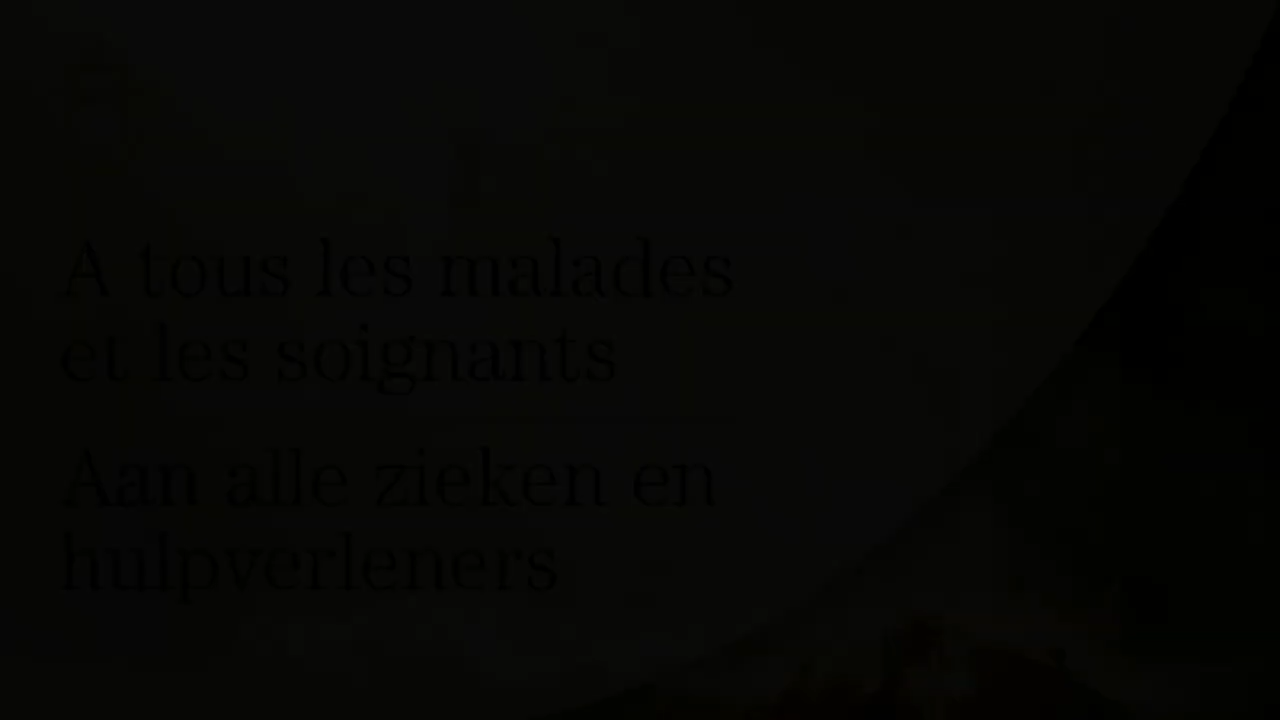 A tous les malades
et les soignants
Aan alle zieken en
hulpverleners